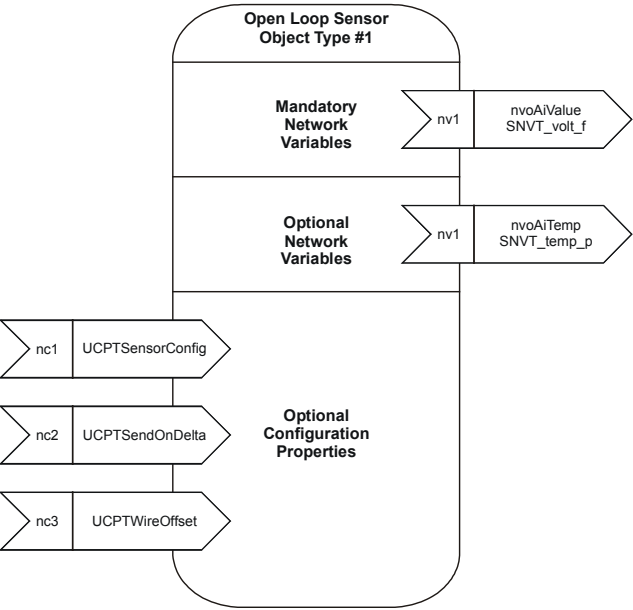 Open Loop Sensor
Object Type #1
Mandatory
Network
Variables
nv1
nvoAiValue
SNVT_volt_f
Optional
Network
Variables
nv1
nvoAiTemp
SNVT_temp_p
nc1
UCPTSensorConfig
nc2
UCPTSendOnDelta
Optional
Configuration
Properties
nc3
UCPTWireOffset